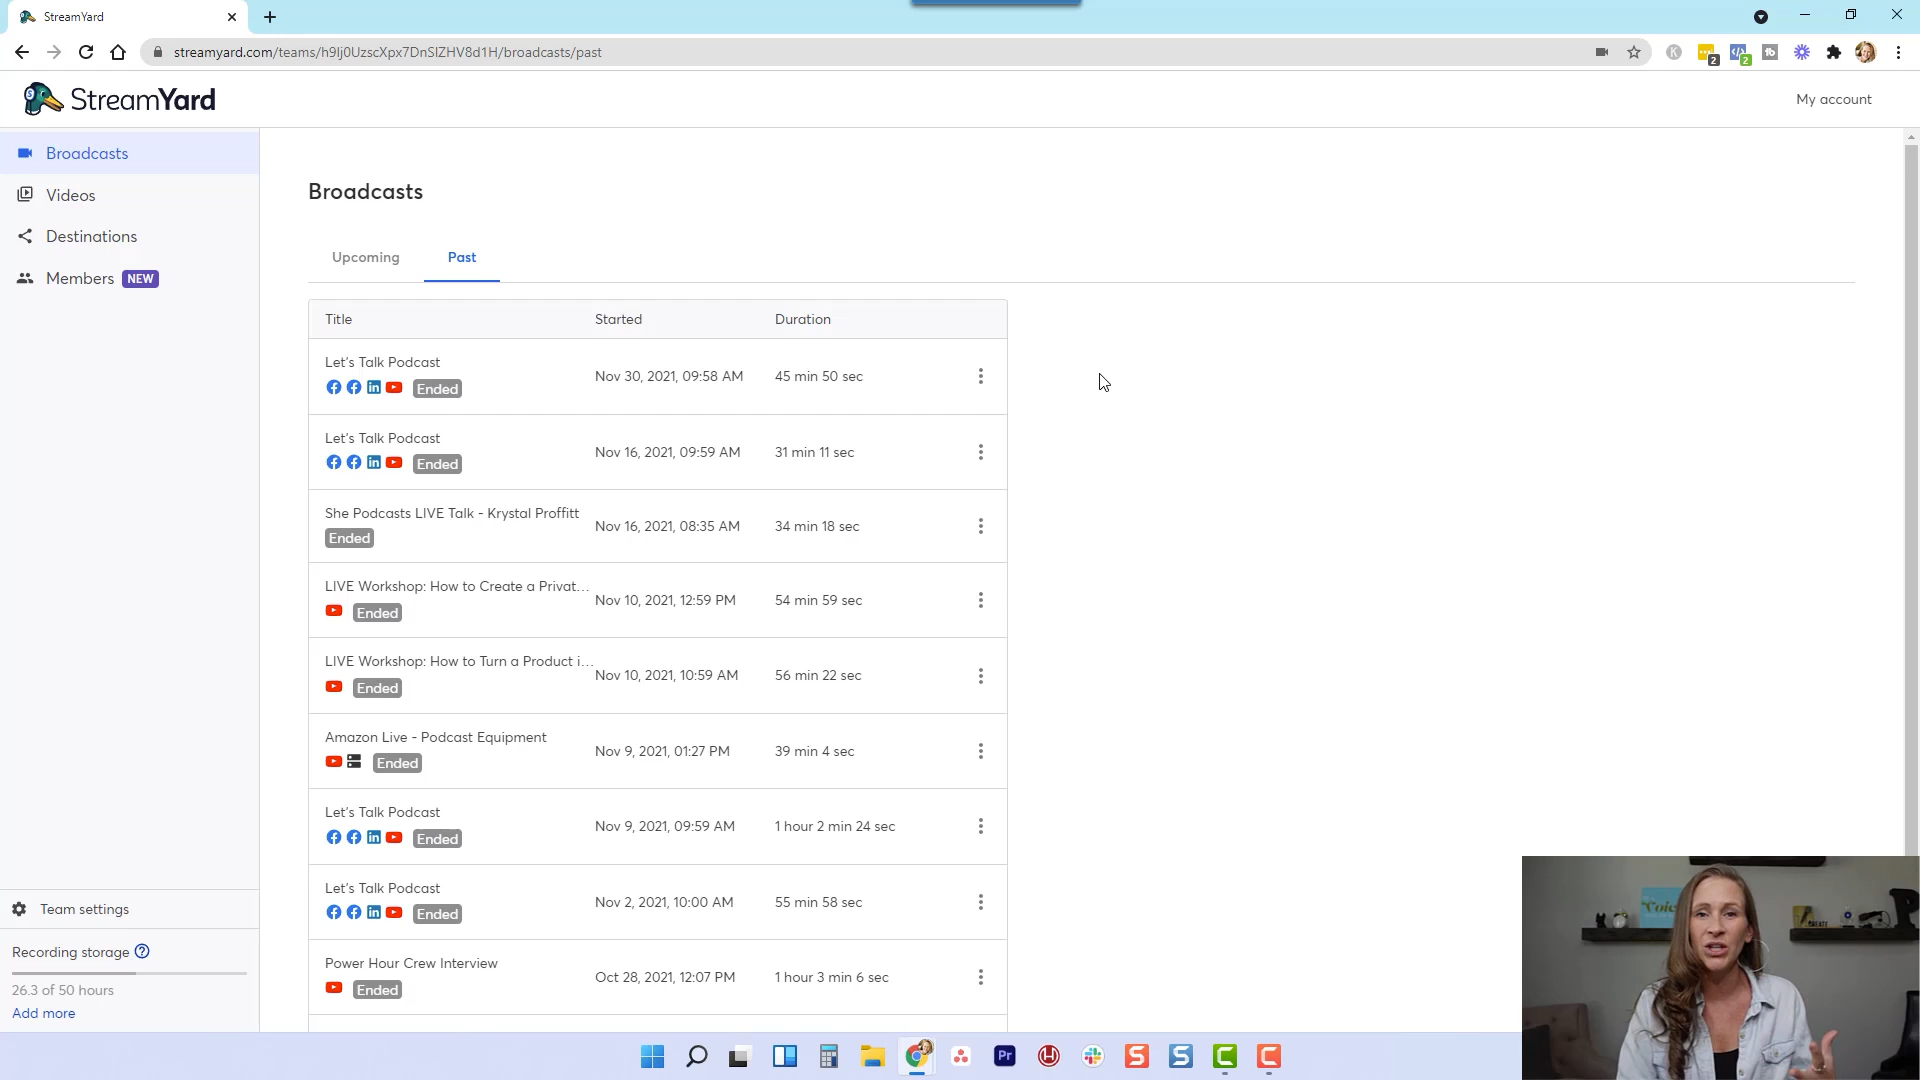 StreamYard
streamyard.com/teams/h9lj0UzscXpx7DnSlZHV8d1H/broadcasts/past
2
2
StreamYard
My account
Broadcasts
Videos
Destinations
Members NEW
Broadcasts
Upcoming Past
Title Started Duration
Let's Talk Podcast
Ended
Nov 30, 2021, 09:58 AM 45 min 50 sec
Let's Talk Podcast
Ended
Nov 16, 2021, 09:59 AM 31 min 11 sec
She Podcasts LIVE Talk - Krystal Proffitt
Ended
Nov 16, 2021, 08:35 AM 34 min 18 sec
LIVE Workshop: How to Create a Privat...
Ended
Nov 10, 2021, 12:59 PM 54 min 59 sec
LIVE Workshop: How to Turn a Product i...
Ended
Nov 10, 2021, 10:59 AM 56 min 22 sec
Amazon Live - Podcast Equipment
Ended
Nov 9, 2021, 01:27 PM 39 min 4 sec
Let's Talk Podcast
Ended
Nov 9, 2021, 09:59 AM 1 hour 2 min 24 sec
Let's Talk Podcast
Ended
Nov 2, 2021, 10:00 AM 55 min 58 sec
Power Hour Crew Interview
Ended
Oct 28, 2021, 12:07 PM 1 hour 3 min 6 sec
Team settings
Recording storage ?
26.3 of 50 hours
Add more
Pr
CREATE